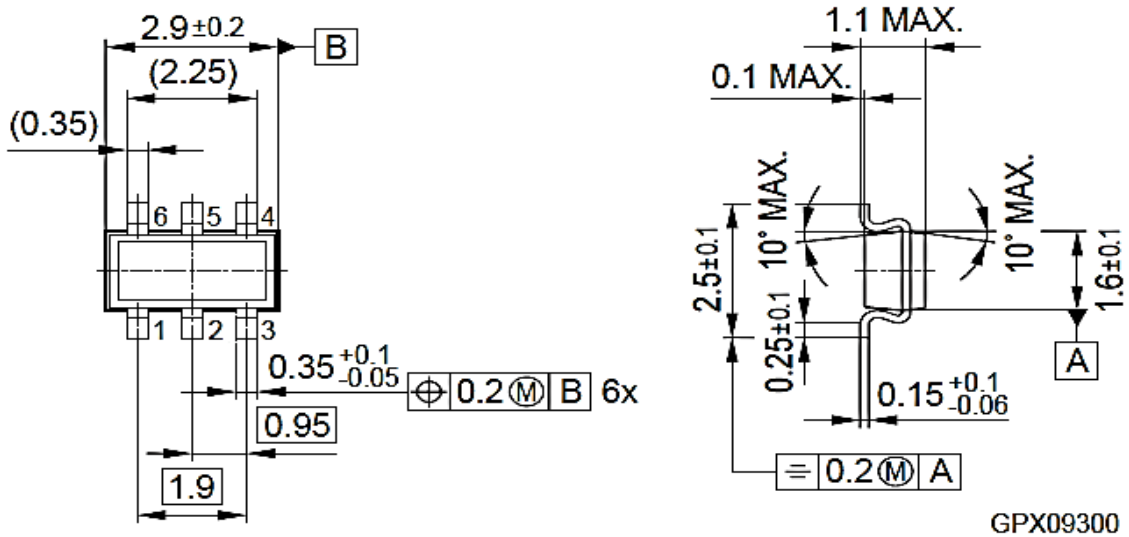 2.9±0.2
B
(2.25)
(0.35)
6 5 4
1 2 3
0.35 +0.1 -0.05
⌖ 0.2 Ⓜ B 6x
0.95
1.9
1.1 MAX.
0.1 MAX.
10° MAX.
10° MAX.
2.5±0.1
1.6±0.1
0.25±0.1
A
0.15 +0.1 -0.06
⌯ 0.2 Ⓜ A
GPX09300